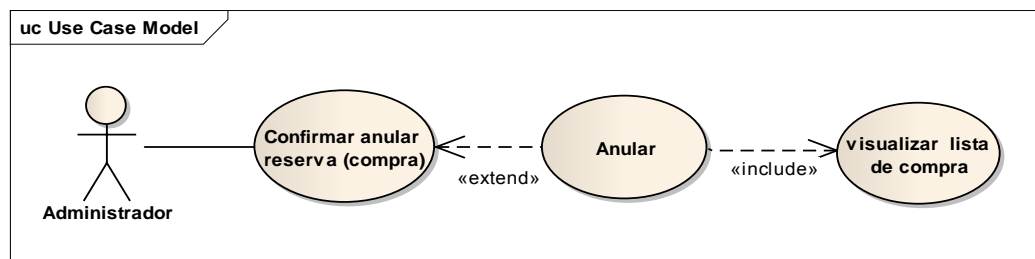 uc Use Case Model
Administrador
Confirmar anular
reserva (compra)
«extend»
Anular
«include»
visualizar lista
de compra